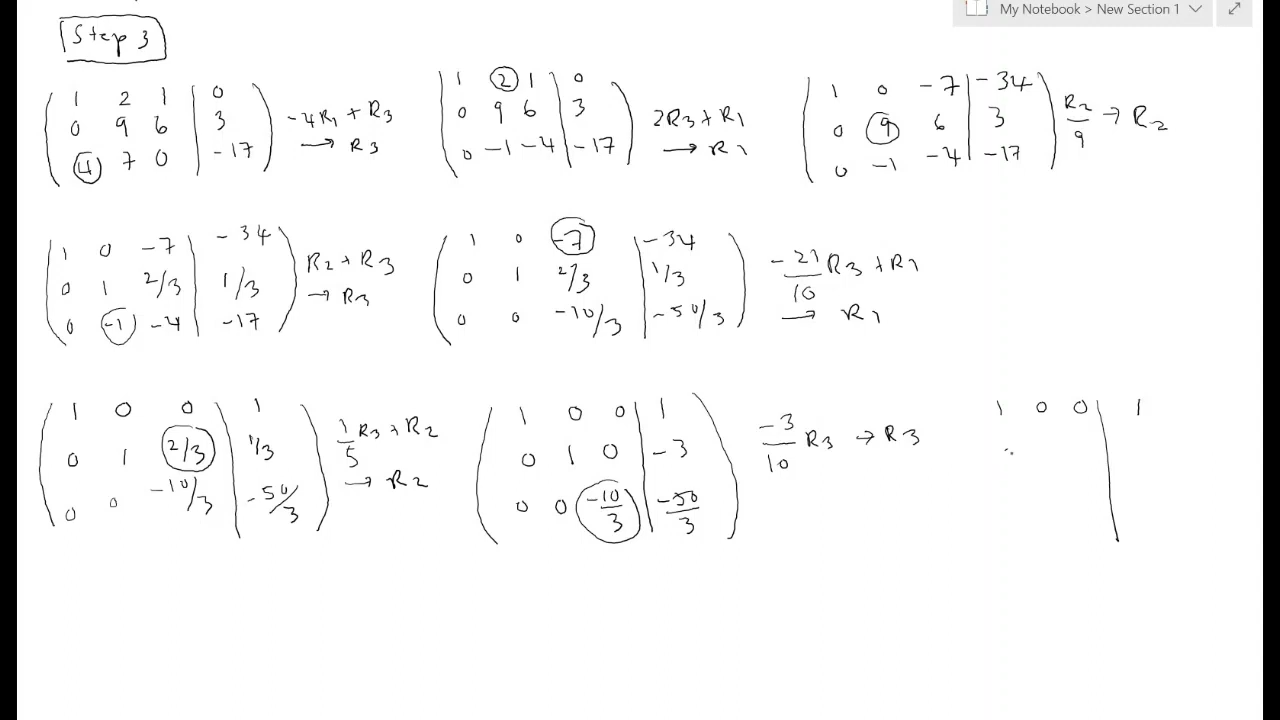 My Notebook > New Section 1
Step 3
1 2 1 | 0
0 9 6 | 3
4 7 0 | -17
-4R1 + R3
→ R3
1 2 1 | 0
0 9 6 | 3
0 -1 -4 | -17
2R3 + R1
→ R1
1 0 -7 | -34
0 9 6 | 3
0 -1 -4 | -17
R2/9 → R2
1 0 -7 | -34
0 1 2/3 | 1/3
0 -1 -4 | -17
R2 + R3
→ R3
1 0 -7 | -34
0 1 2/3 | 1/3
0 0 -10/3 | -50/3
-21/10 R3 + R1
→ R1
1 0 0 | 1
0 1 2/3 | 1/3
0 0 -10/3 | -50/3
1/5 R3 + R2
→ R2
1 0 0 | 1
0 1 0 | -3
0 0 -10/3 | -50/3
-3/10 R3 → R3
1 0 0 | 1